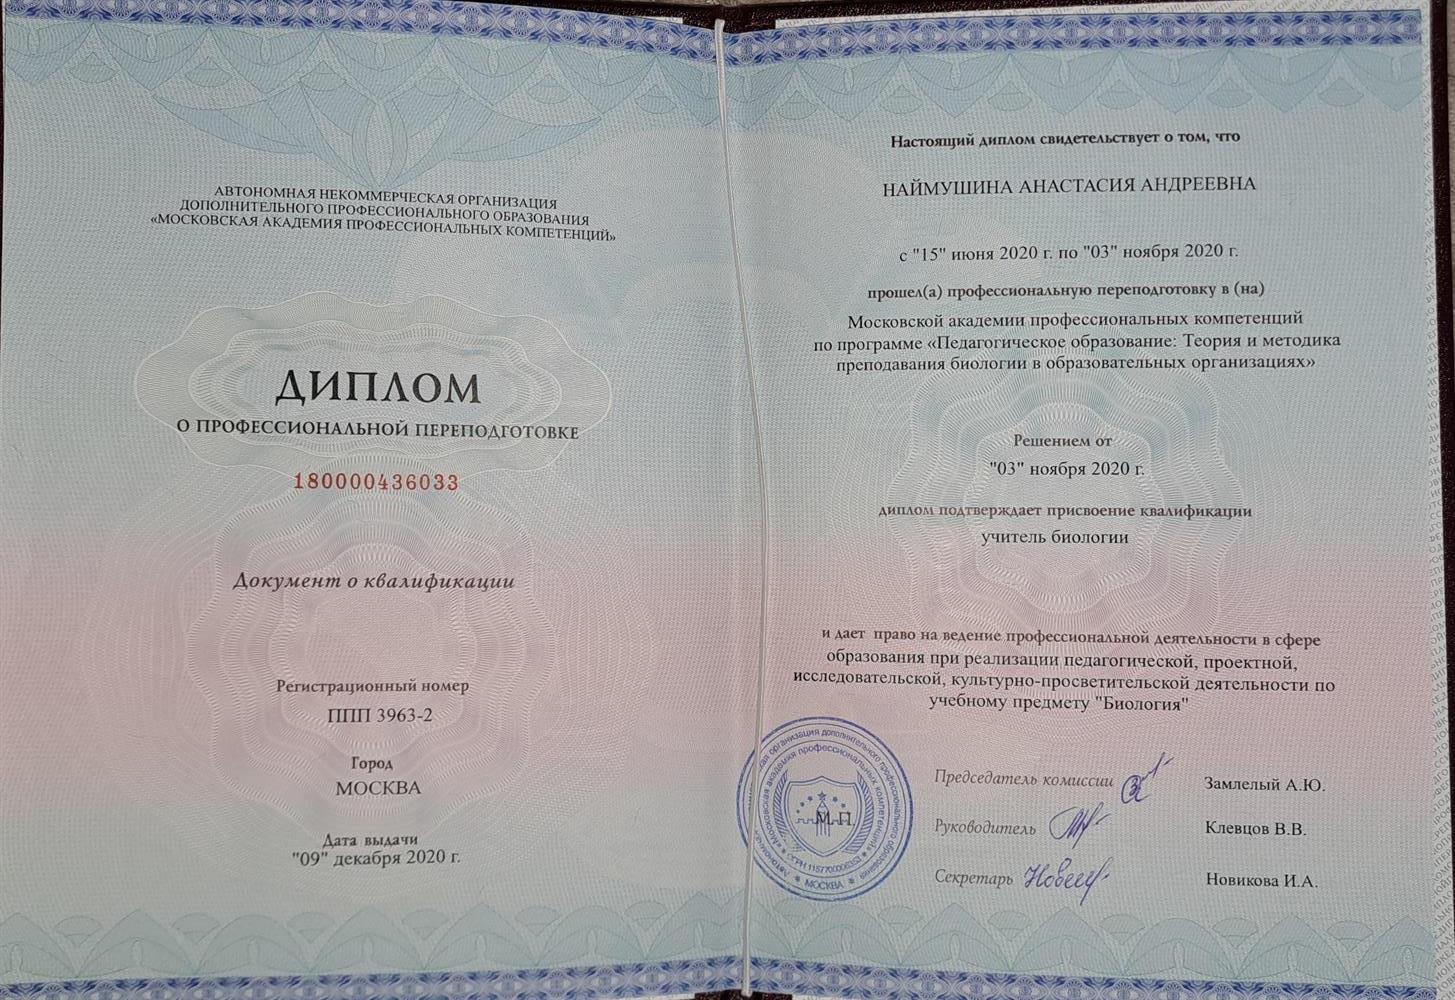 АВТОНОМНАЯ НЕКОММЕРЧЕСКАЯ ОРГАНИЗАЦИЯ
ДОПОЛНИТЕЛЬНОГО ПРОФЕССИОНАЛЬНОГО ОБРАЗОВАНИЯ
«МОСКОВСКАЯ АКАДЕМИЯ ПРОФЕССИОНАЛЬНЫХ КОМПЕТЕНЦИЙ»
ДИПЛОМ
О ПРОФЕССИОНАЛЬНОЙ ПЕРЕПОДГОТОВКЕ
180000436033
Документ о квалификации
Регистрационный номер
ППП 3963-2
Город
МОСКВА
Дата выдачи
"09" декабря 2020 г.
Настоящий диплом свидетельствует о том, что
НАЙМУШИНА АНАСТАСИЯ АНДРЕЕВНА
с "15" июня 2020 г. по "03" ноября 2020 г.
прошел(а) профессиональную переподготовку в (на)
Московской академии профессиональных компетенций
по программе «Педагогическое образование: Теория и методика
преподавания биологии в образовательных организациях»
Решением от
"03" ноября 2020 г.
диплом подтверждает присвоение квалификации
учитель биологии
и дает право на ведение профессиональной деятельности в сфере
образования при реализации педагогической, проектной,
исследовательской, культурно-просветительской деятельности по
учебному предмету "Биология"
М.П.
МОСКВА
Председатель комиссии Замлелый А.Ю.
Руководитель Клевцов В.В.
Секретарь Новикова И.А.